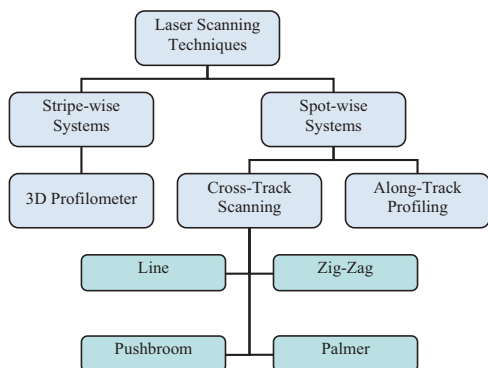 Laser Scanning
Techniques
Stripe-wise
Systems
Spot-wise
Systems
3D Profilometer
Cross-Track
Scanning
Along-Track
Profiling
Line
Zig-Zag
Pushbroom
Palmer